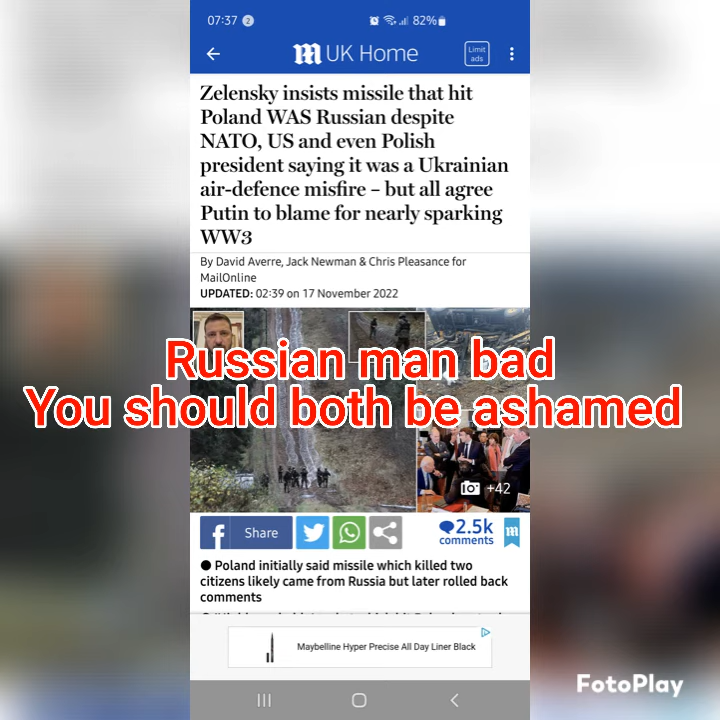 07:37 2 82%
m UK Home Limit
ads
Zelensky insists missile that hit
Poland WAS Russian despite
NATO, US and even Polish
president saying it was a Ukrainian
air-defence misfire – but all agree
Putin to blame for nearly sparking
WW3
By David Averre, Jack Newman & Chris Pleasance for
MailOnline
UPDATED: 02:39 on 17 November 2022
Russian man bad
You should both be ashamed
+42
f Share
2.5k
comments
m
● Poland initially said missile which killed two
citizens likely came from Russia but later rolled back
comments
Maybelline Hyper Precise All Day Liner Black
FotoPlay